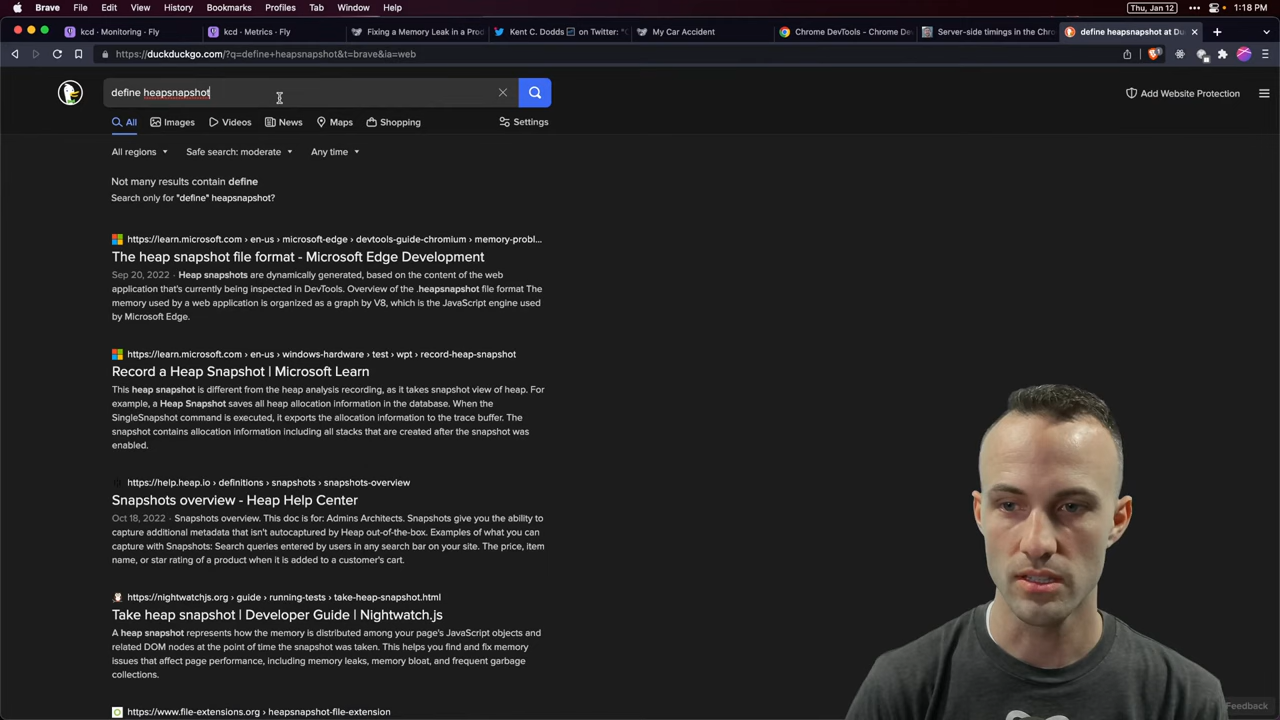 Brave File Edit View History Bookmarks Profiles Tab Window Help Thu, Jan 12 1:18 PM
kcd · Monitoring · Fly kcd · Metrics · Fly Fixing a Memory Leak in a Prod Kent C. Dodds on Twitter: "C My Car Accident Chrome DevTools - Chrome Dev Server-side timings in the Chr define heapsnapshot at Du
https://duckduckgo.com/?q=define+heapsnapshot&t=brave&ia=web
define heapsnapshot
Add Website Protection
All Images Videos News Maps Shopping Settings
All regions Safe search: moderate Any time
Not many results contain define
Search only for "define" heapsnapshot?
https://learn.microsoft.com › en-us › microsoft-edge › devtools-guide-chromium › memory-probl...
The heap snapshot file format - Microsoft Edge Development
Sep 20, 2022 · Heap snapshots are dynamically generated, based on the content of the web
application that's currently being inspected in DevTools. Overview of the .heapsnapshot file format The
memory used by a web application is organized as a graph by V8, which is the JavaScript engine used
by Microsoft Edge.
https://learn.microsoft.com › en-us › windows-hardware › test › wpt › record-heap-snapshot
Record a Heap Snapshot | Microsoft Learn
This heap snapshot is different from the heap analysis recording, as it takes snapshot view of heap. For
example, a Heap Snapshot saves all heap allocation information in the database. When the
SingleSnapshot command is executed, it exports the allocation information to the trace buffer. The
snapshot contains allocation information including all stacks that are created after the snapshot was
enabled.
https://help.heap.io › definitions › snapshots › snapshots-overview
Snapshots overview - Heap Help Center
Oct 18, 2022 · Snapshots overview. This doc is for: Admins Architects. Snapshots give you the ability to
capture additional metadata that isn't autocaptured by Heap out-of-the-box. Examples of what you can
capture with Snapshots: Search queries entered by users in any search bar on your site. The price, item
name, or star rating of a product when it is added to a customer's cart.
https://nightwatchjs.org › guide › running-tests › take-heap-snapshot.html
Take heap snapshot | Developer Guide | Nightwatch.js
A heap snapshot represents how the memory is distributed among your page's JavaScript objects and
related DOM nodes at the point of time the snapshot was taken. This helps you find and fix memory
issues that affect page performance, including memory leaks, memory bloat, and frequent garbage
collections.
https://www.file-extensions.org › heapsnapshot-file-extension
Feedback